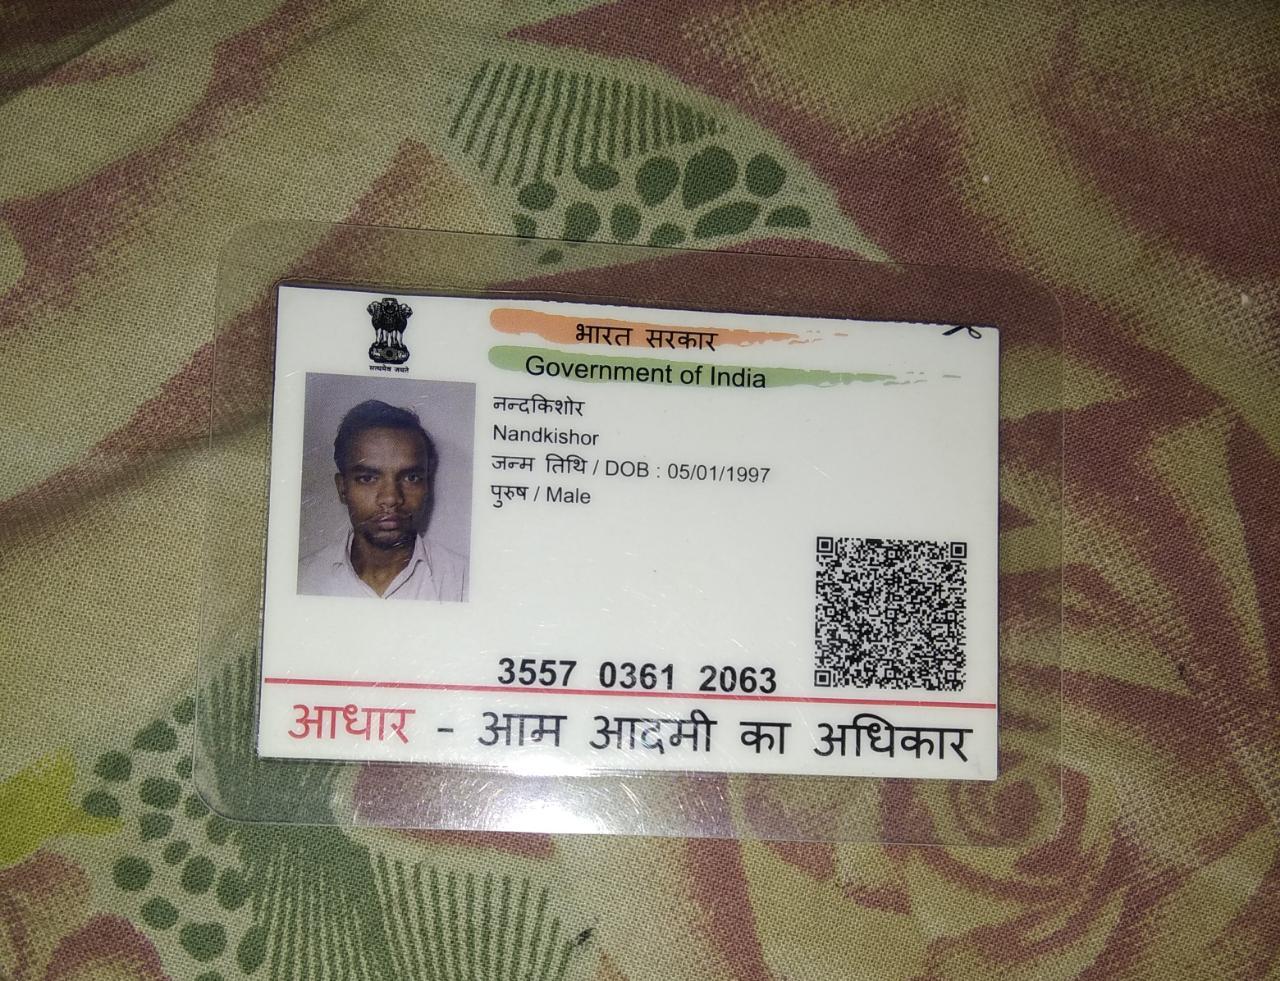 भारत सरकार
Government of India
सत्यमेव जयते
नन्दकिशोर
Nandkishor
जन्म तिथि / DOB : 05/01/1997
पुरुष / Male
3557 0361 2063
आधार - आम आदमी का अधिकार